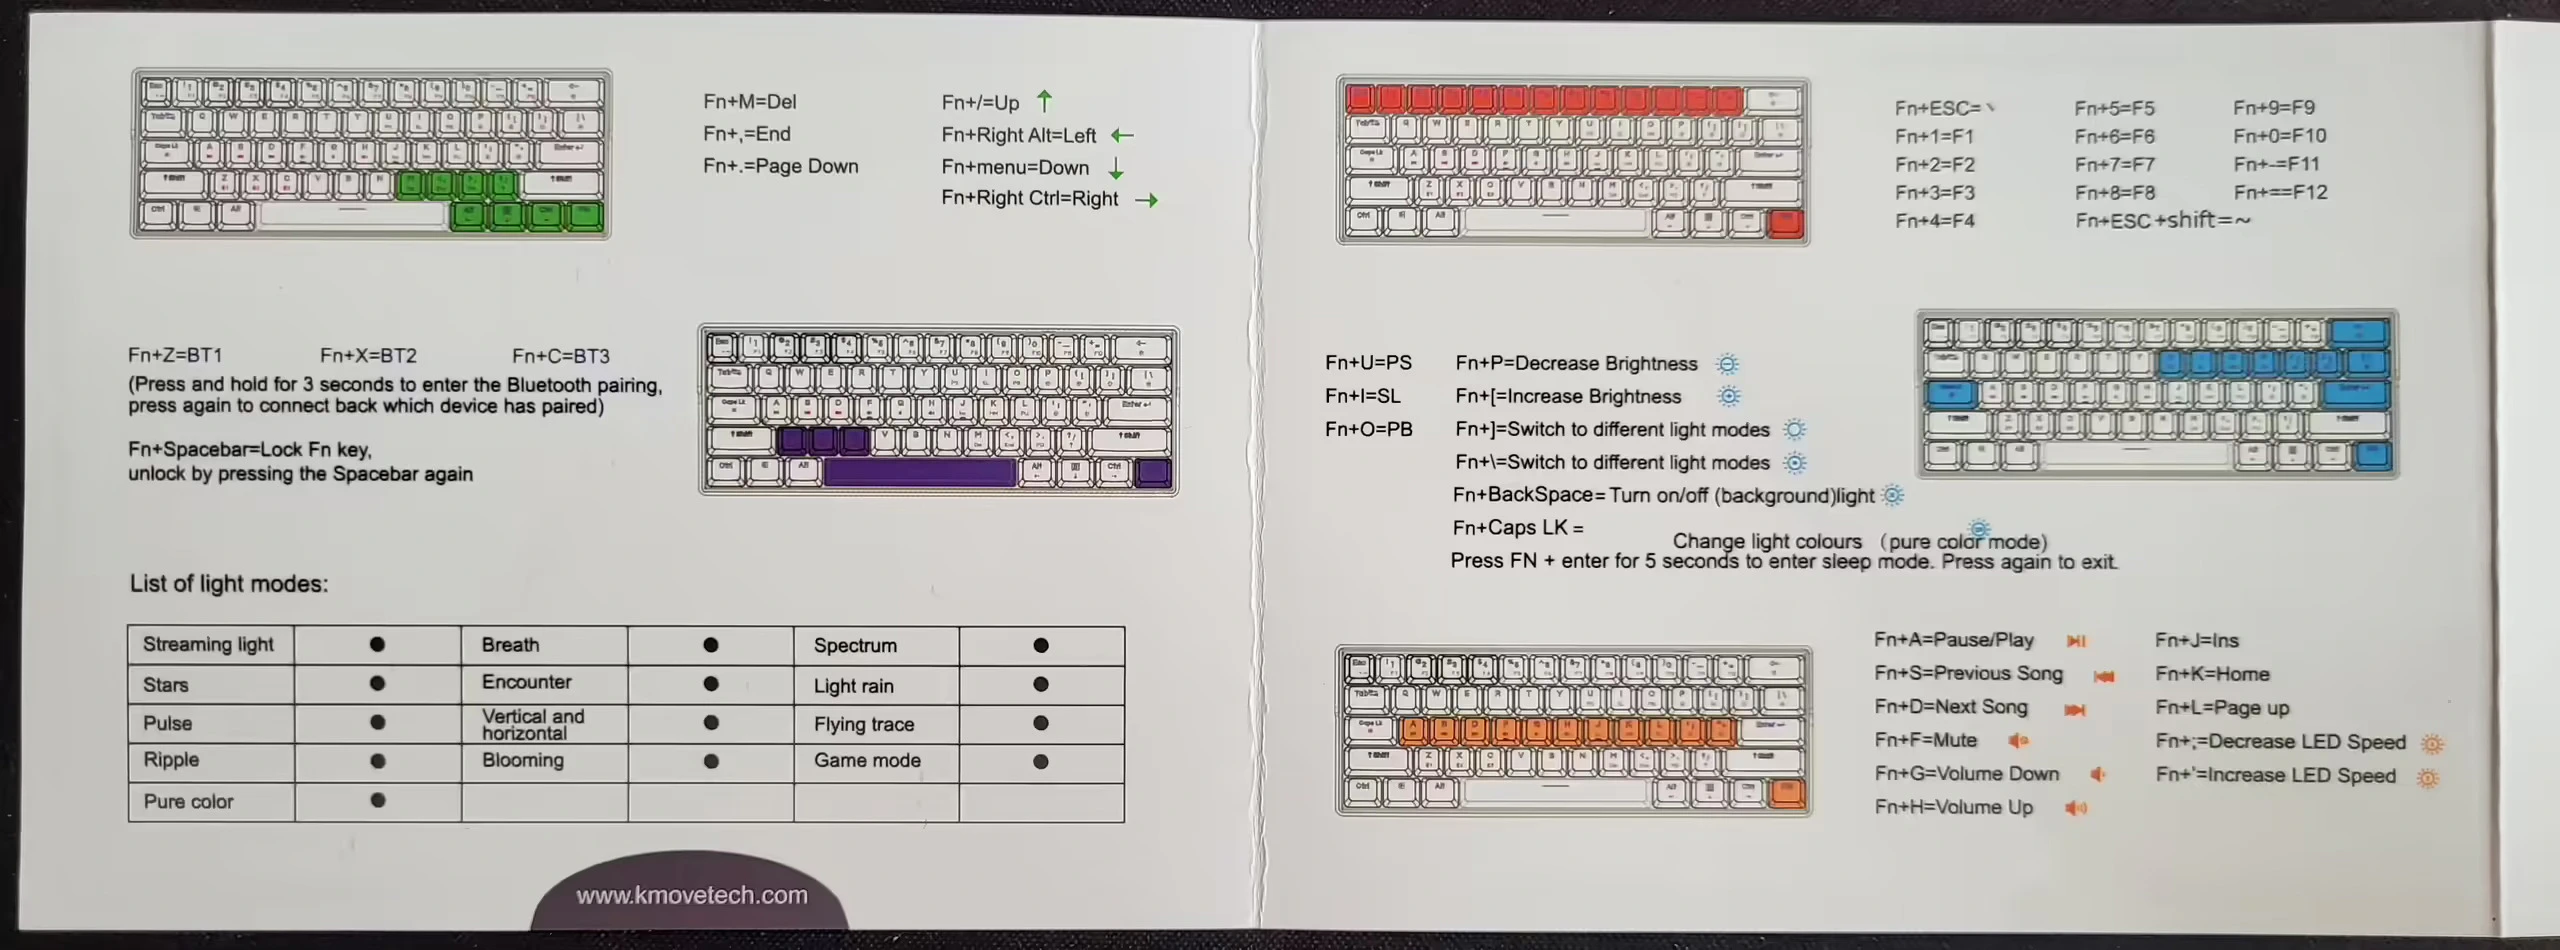 Fn+M=Del
Fn+,=End
Fn+.=Page Down
Fn+/=Up ↑
Fn+Right Alt=Left ←
Fn+menu=Down ↓
Fn+Right Ctrl=Right →
Fn+Z=BT1 Fn+X=BT2 Fn+C=BT3
(Press and hold for 3 seconds to enter the Bluetooth pairing,
press again to connect back which device has paired)
Fn+Spacebar=Lock Fn key,
unlock by pressing the Spacebar again
List of light modes:
Streaming light ● Breath ● Spectrum ●
Stars ● Encounter ● Light rain ●
Pulse ● Vertical and horizontal ● Flying trace ●
Ripple ● Blooming ● Game mode ●
Pure color ●
www.kmovetech.com
Fn+ESC=、 Fn+5=F5 Fn+9=F9
Fn+1=F1 Fn+6=F6 Fn+0=F10
Fn+2=F2 Fn+7=F7 Fn+-=F11
Fn+3=F3 Fn+8=F8 Fn+==F12
Fn+4=F4 Fn+ESC+shift=~
Fn+U=PS
Fn+I=SL
Fn+O=PB
Fn+P=Decrease Brightness
Fn+[=Increase Brightness
Fn+]=Switch to different light modes
Fn+\=Switch to different light modes
Fn+BackSpace= Turn on/off (background)light
Fn+Caps LK =
Change light colours (pure color mode)
Press FN + enter for 5 seconds to enter sleep mode. Press again to exit.
Fn+A=Pause/Play
Fn+S=Previous Song
Fn+D=Next Song
Fn+F=Mute
Fn+G=Volume Down
Fn+H=Volume Up
Fn+J=Ins
Fn+K=Home
Fn+L=Page up
Fn+;=Decrease LED Speed
Fn+'=Increase LED Speed